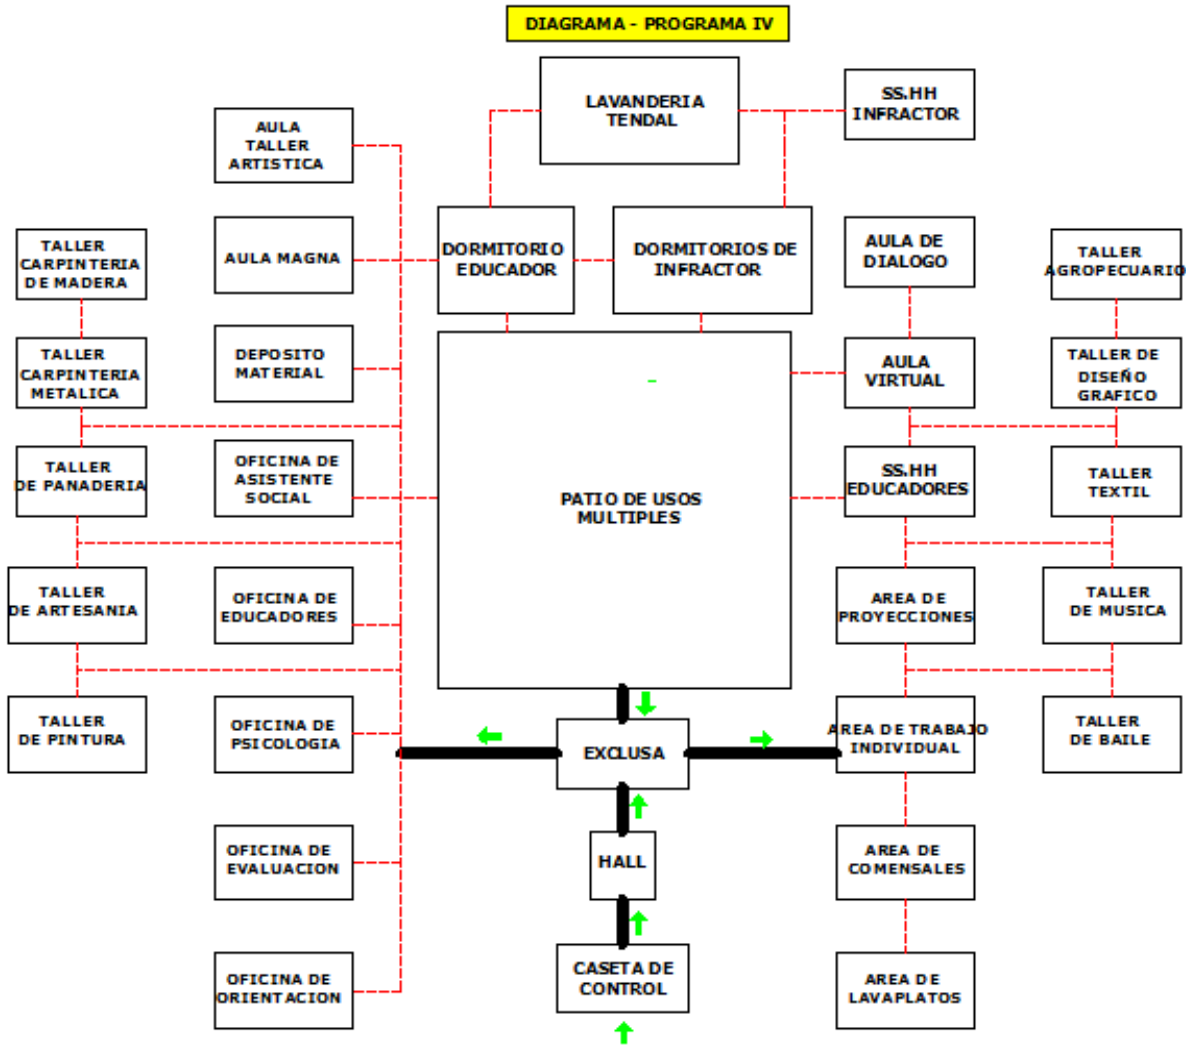 DIAGRAMA - PROGRAMA IV
LAVANDERIA
TENDAL
SS.HH
INFRACTOR
AULA
TALLER
ARTISTICA
DORMITORIO
EDUCADOR
DORMITORIOS DE
INFRACTOR
AULA DE
DIALOGO
TALLER
AGROPECUARIO
TALLER
CARPINTERIA
DE MADERA
AULA MAGNA
TALLER
CARPINTERIA
METALICA
DEPOSITO
MATERIAL
AULA
VIRTUAL
TALLER DE
DISEÑO
GRAFICO
TALLER
DE PANADERIA
OFICINA DE
ASISTENTE
SOCIAL
PATIO DE USOS
MULTIPLES
SS.HH
EDUCADORES
TALLER
TEXTIL
TALLER
DE ARTESANIA
OFICINA DE
EDUCADORES
AREA DE
PROYECCIONES
TALLER
DE MUSICA
TALLER
DE PINTURA
OFICINA DE
PSICOLOGIA
EXCLUSA
AREA DE TRABAJO
INDIVIDUAL
TALLER
DE BAILE
OFICINA DE
EVALUACION
HALL
AREA DE
COMENSALES
OFICINA DE
ORIENTACION
CASETA DE
CONTROL
AREA DE
LAVAPLATOS